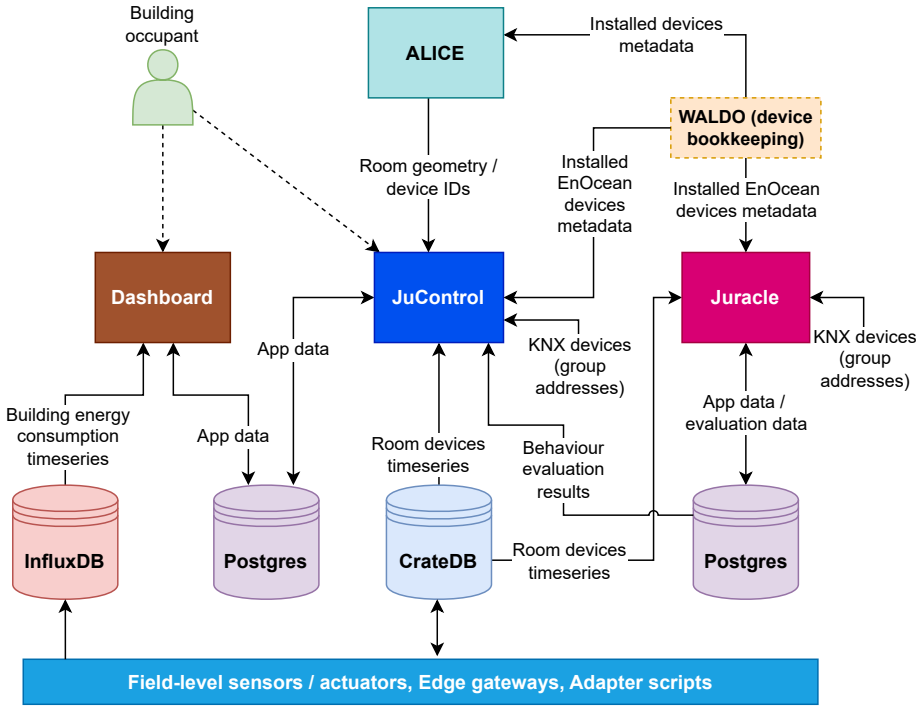 Building
occupant
ALICE
Installed devices
metadata
WALDO (device
bookkeeping)
Room geometry /
device IDs
Installed
EnOcean
devices
metadata
Installed EnOcean
devices metadata
Dashboard
JuControl
Juracle
KNX devices
(group
addresses)
KNX devices
(group
addresses)
App data
Building energy
consumption
timeseries
App data
Room devices
timeseries
Behaviour
evaluation
results
App data /
evaluation data
InfluxDB
Postgres
CrateDB
Room devices
timeseries
Postgres
Field-level sensors / actuators, Edge gateways, Adapter scripts